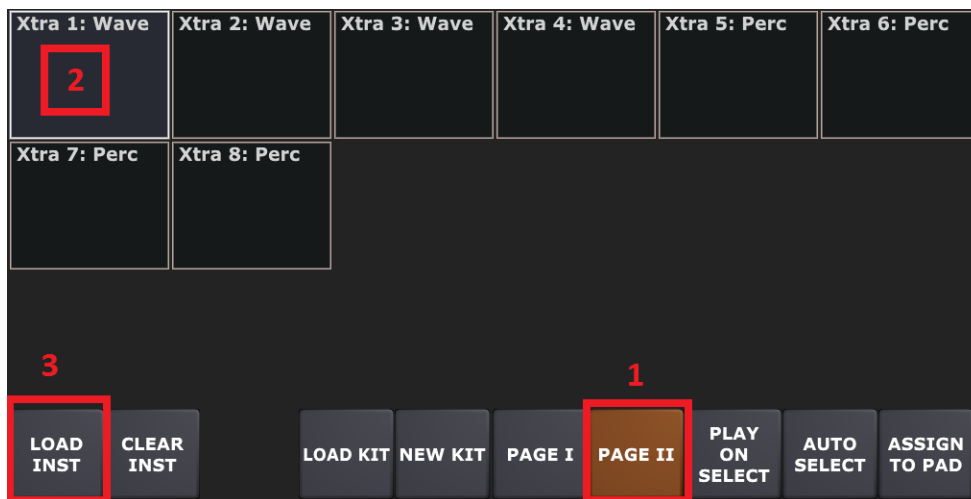 Xtra 1: Wave
Xtra 2: Wave
Xtra 3: Wave
Xtra 4: Wave
Xtra 5: Perc
Xtra 6: Perc
2
Xtra 7: Perc
Xtra 8: Perc
3
1
LOAD
INST
CLEAR
INST
LOAD KIT
NEW KIT
PAGE I
PAGE II
PLAY
ON
SELECT
AUTO
SELECT
ASSIGN
TO PAD